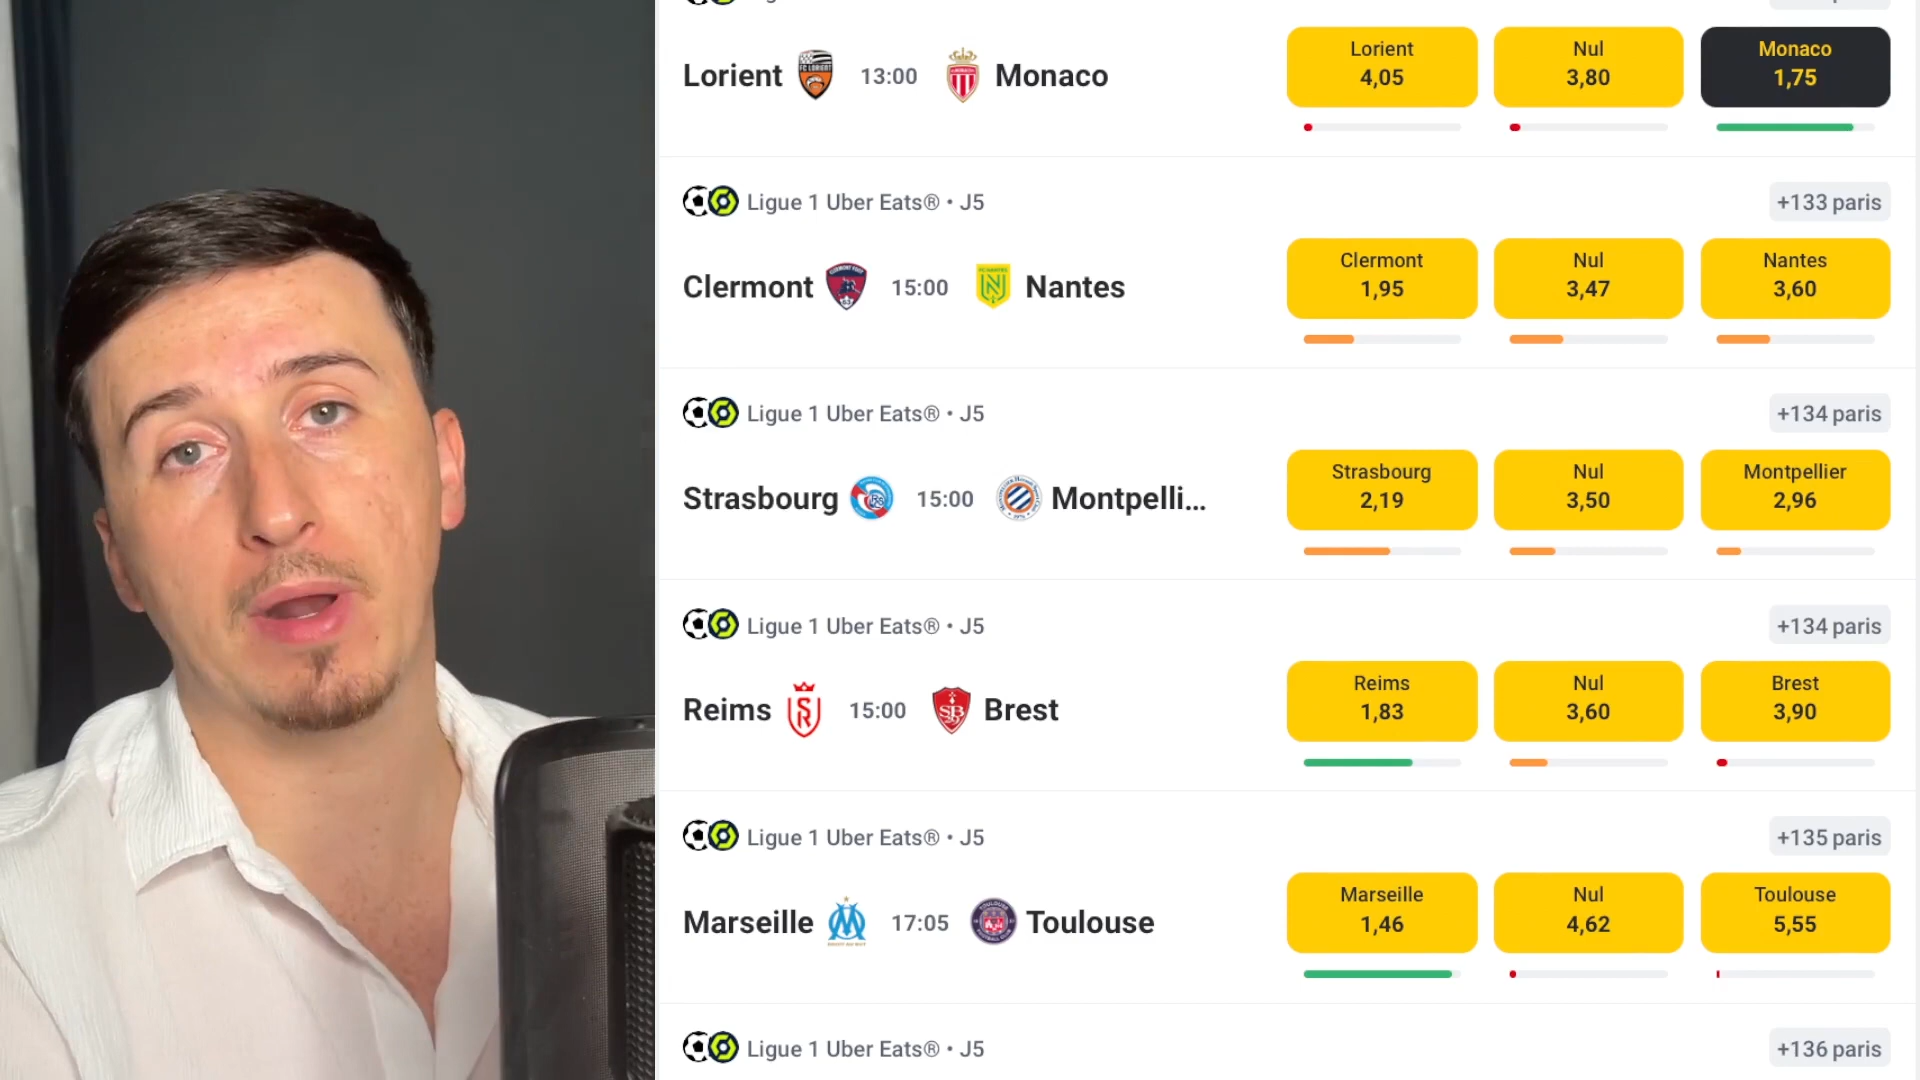 Lorient 13:00 Monaco
Lorient 4,05
Nul 3,80
Monaco 1,75
Ligue 1 Uber Eats® • J5
+133 paris
Clermont 15:00 Nantes
Clermont 1,95
Nul 3,47
Nantes 3,60
Ligue 1 Uber Eats® • J5
+134 paris
Strasbourg 15:00 Montpelli...
Strasbourg 2,19
Nul 3,50
Montpellier 2,96
Ligue 1 Uber Eats® • J5
+134 paris
Reims 15:00 Brest
Reims 1,83
Nul 3,60
Brest 3,90
Ligue 1 Uber Eats® • J5
+135 paris
Marseille 17:05 Toulouse
Marseille 1,46
Nul 4,62
Toulouse 5,55
Ligue 1 Uber Eats® • J5
+136 paris